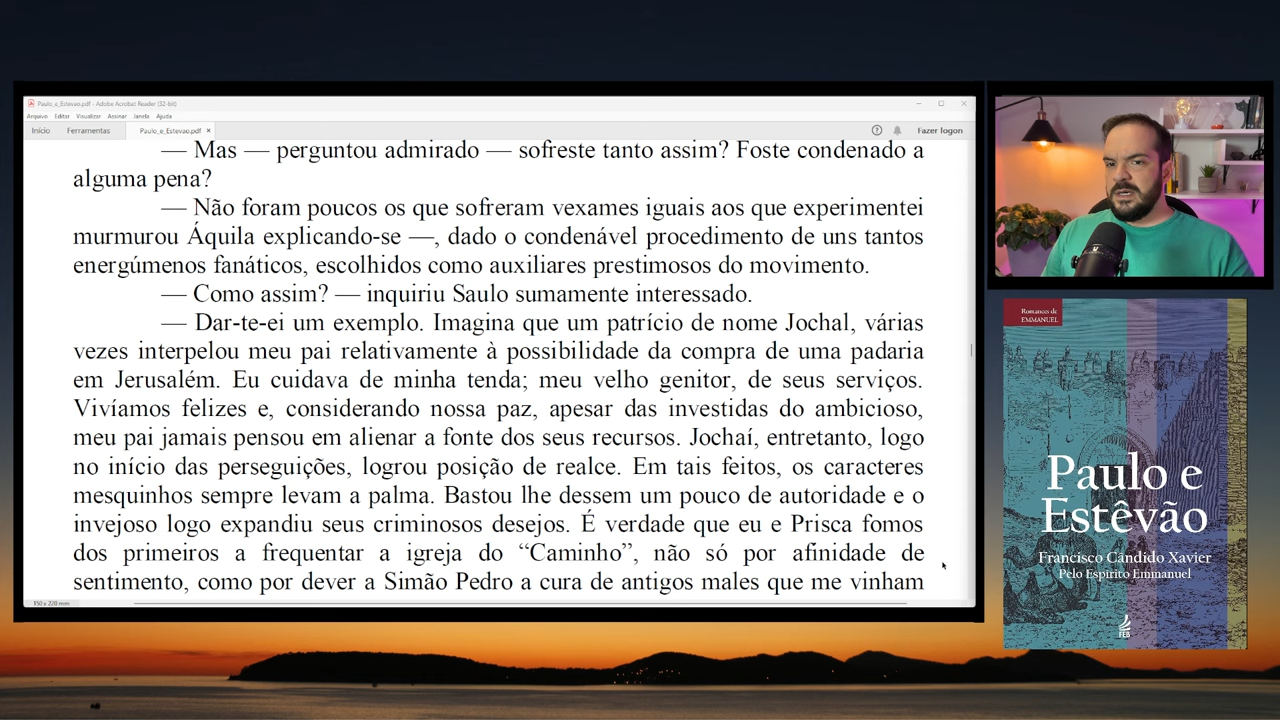 Paulo_e_Estevao.pdf - Adobe Acrobat Reader (32-bit)
Arquivo Editar Visualizar Assinar Janela Ajuda
Início Ferramentas Paulo_e_Estevao.pdf × Fazer logon
— Mas — perguntou admirado — sofreste tanto assim? Foste condenado a
alguma pena?
— Não foram poucos os que sofreram vexames iguais aos que experimentei
murmurou Áquila explicando-se —, dado o condenável procedimento de uns tantos
energúmenos fanáticos, escolhidos como auxiliares prestimosos do movimento.
— Como assim? — inquiriu Saulo sumamente interessado.
— Dar-te-ei um exemplo. Imagina que um patrício de nome Jochal, várias
vezes interpelou meu pai relativamente à possibilidade da compra de uma padaria
em Jerusalém. Eu cuidava de minha tenda; meu velho genitor, de seus serviços.
Vivíamos felizes e, considerando nossa paz, apesar das investidas do ambicioso,
meu pai jamais pensou em alienar a fonte dos seus recursos. Jochaí, entretanto, logo
no início das perseguições, logrou posição de realce. Em tais feitos, os caracteres
mesquinhos sempre levam a palma. Bastou lhe dessem um pouco de autoridade e o
invejoso logo expandiu seus criminosos desejos. É verdade que eu e Prisca fomos
dos primeiros a frequentar a igreja do “Caminho”, não só por afinidade de
sentimento, como por dever a Simão Pedro a cura de antigos males que me vinham
150 x 220 mm
Romances de
EMMANUEL
Paulo e
Estêvão
Francisco Cândido Xavier
Pelo Espírito Emmanuel
FEB